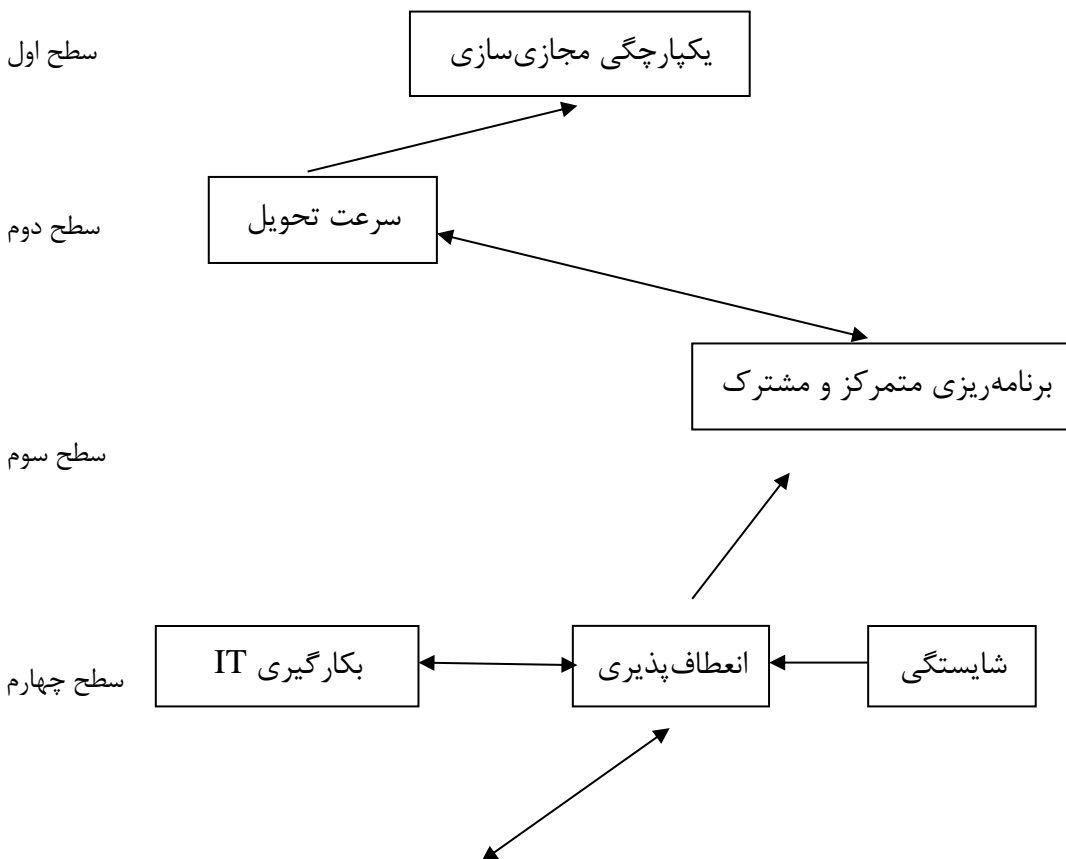 سطح اول
یکپارچگی مجازی‌سازی
سطح دوم
سرعت تحویل
برنامه‌ریزی متمرکز و مشترک
سطح سوم
شایستگی
انعطاف‌پذیری
بکارگیری IT
سطح چهارم